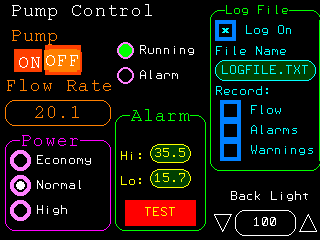 Pump Control
Pump
ON OFF
Running
Alarm
Flow Rate
20.1
Power
Economy
Normal
High
Alarm
Hi: 35.5
Lo: 15.7
TEST
Log File
Log On
File Name
LOGFILE.TXT
Record:
Flow
Alarms
Warnings
Back Light
100